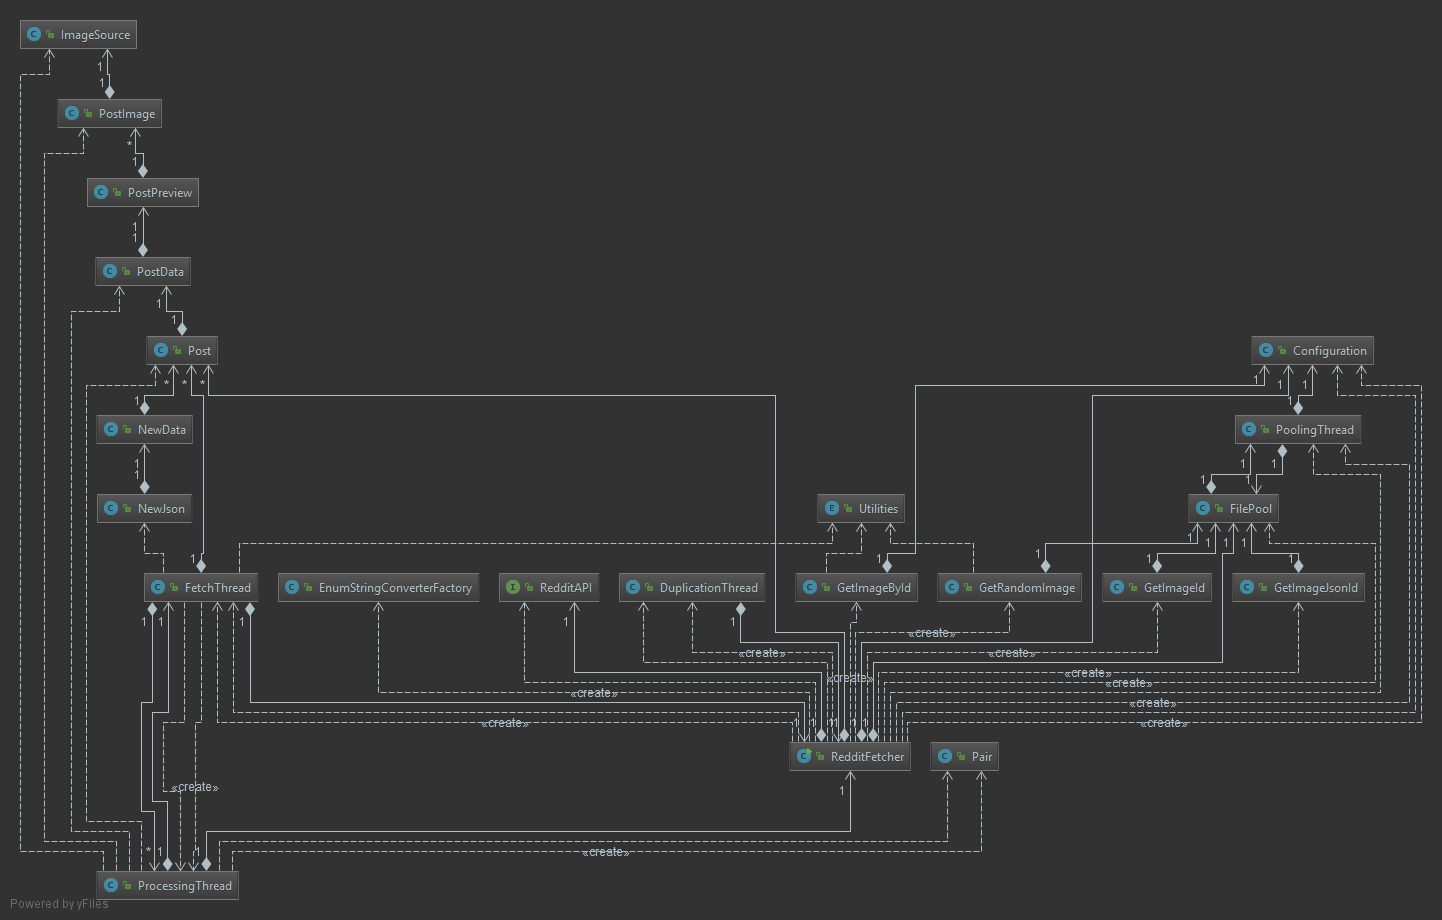 ImageSource
1
1
PostImage
*
1
PostPreview
1
1
PostData
1
1
Post
Configuration
* * *
1 1 1
1
1
NewData
PoolingThread
1
1
1 1
1 1
NewJson
Utilities
FilePool
1 1 1 1
1
1
1
1
1
FetchThread
EnumStringConverterFactory
RedditAPI
DuplicationThread
GetImageById
GetRandomImage
GetImageId
GetImageJsonId
1 1 1
1
1
«create»
«create»
«create»
«create»
«create»
«create»
«create»
«create»
«create»
«create»
RedditFetcher
Pair
«create»
1
* 1 1
«create»
ProcessingThread
Powered by yFiles